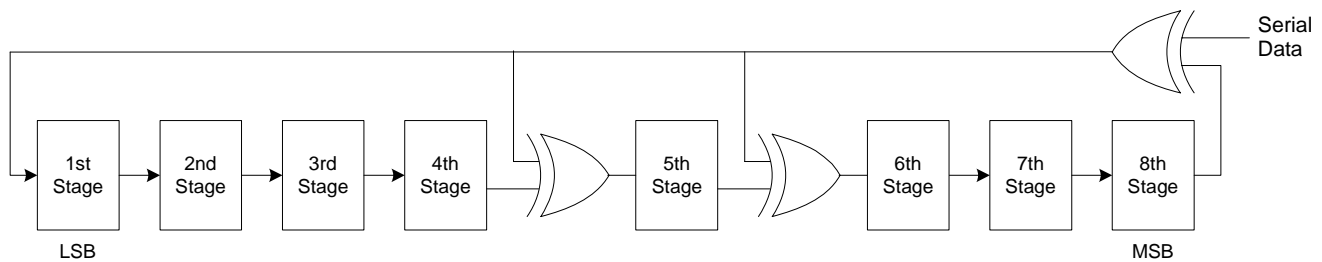 Serial
Data
1st
Stage
2nd
Stage
3rd
Stage
4th
Stage
5th
Stage
6th
Stage
7th
Stage
8th
Stage
LSB
MSB